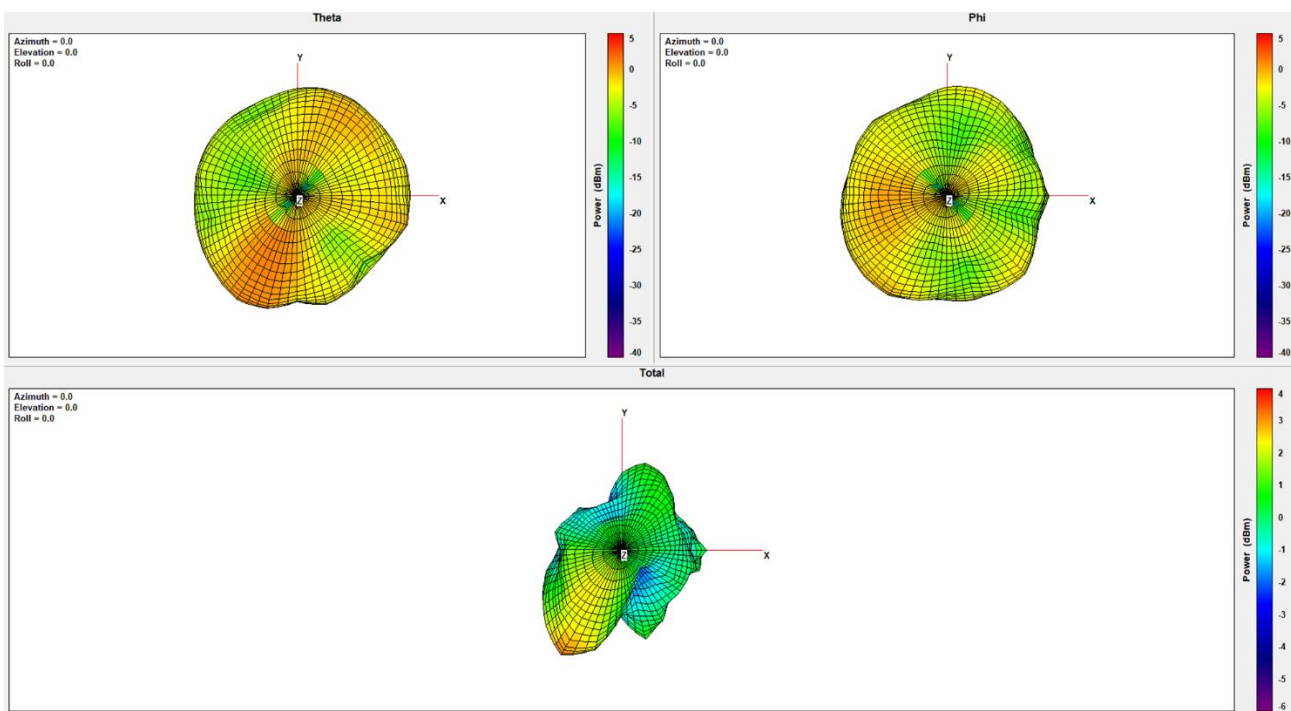 Theta
Azimuth = 0.0
Elevation = 0.0
Roll = 0.0
Y
X
Z
5
0
-5
-10
-15
-20
-25
-30
-35
-40
Power (dBm)
Phi
Azimuth = 0.0
Elevation = 0.0
Roll = 0.0
Y
X
Z
5
0
-5
-10
-15
-20
-25
-30
-35
-40
Power (dBm)
Total
Azimuth = 0.0
Elevation = 0.0
Roll = 0.0
Y
X
Z
4
3
2
1
0
-1
-2
-3
-4
-5
-6
Power (dBm)